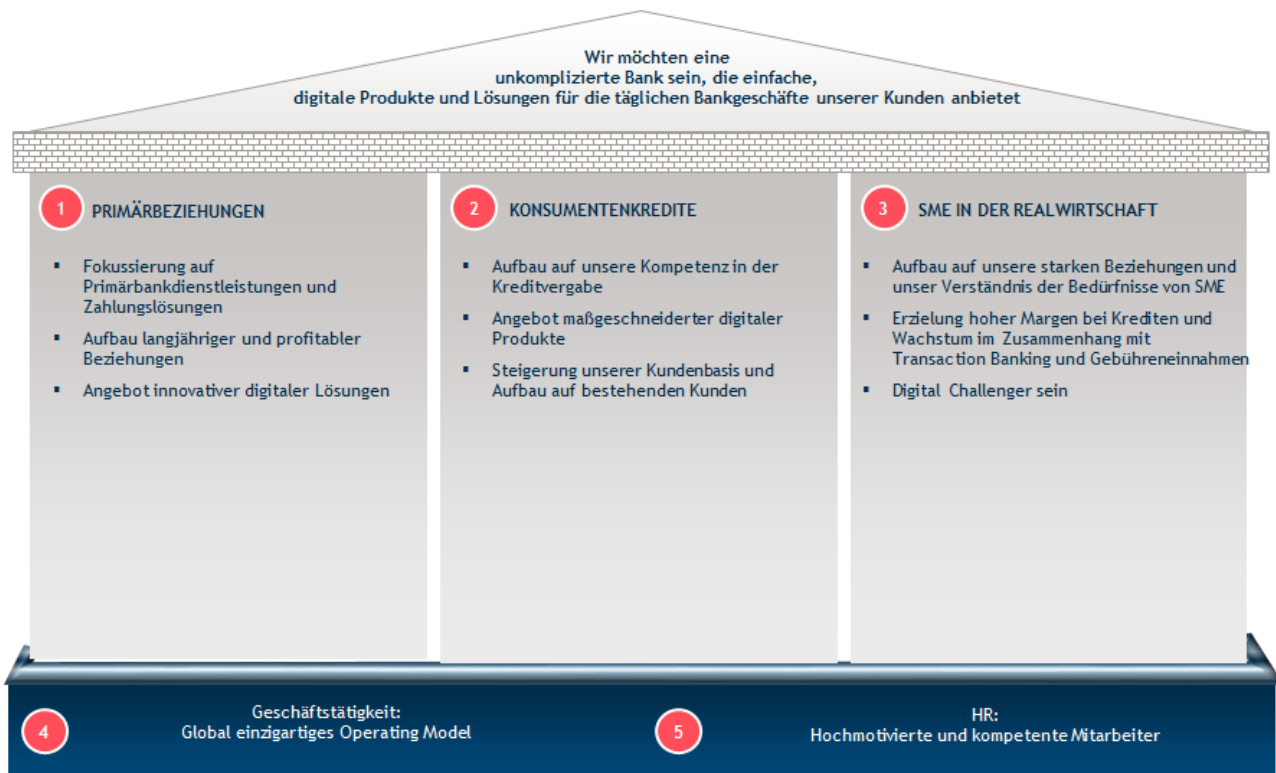 Wir möchten eine
unkomplizierte Bank sein, die einfache,
digitale Produkte und Lösungen für die täglichen Bankgeschäfte unserer Kunden anbietet
1 PRIMÄRBEZIEHUNGEN
▪ Fokussierung auf
Primärbankdienstleistungen und
Zahlungslösungen
▪ Aufbau langjähriger und profitabler
Beziehungen
▪ Angebot innovativer digitaler Lösungen
2 KONSUMENTENKREDITE
▪ Aufbau auf unsere Kompetenz in der
Kreditvergabe
▪ Angebot maßgeschneiderter digitaler
Produkte
▪ Steigerung unserer Kundenbasis und
Aufbau auf bestehenden Kunden
3 SME IN DER REALWIRTSCHAFT
▪ Aufbau auf unsere starken Beziehungen und
unser Verständnis der Bedürfnisse von SME
▪ Erzielung hoher Margen bei Krediten und
Wachstum im Zusammenhang mit
Transaction Banking und Gebühreneinnahmen
▪ Digital Challenger sein
4 Geschäftstätigkeit:
Global einzigartiges Operating Model
5 HR:
Hochmotivierte und kompetente Mitarbeiter